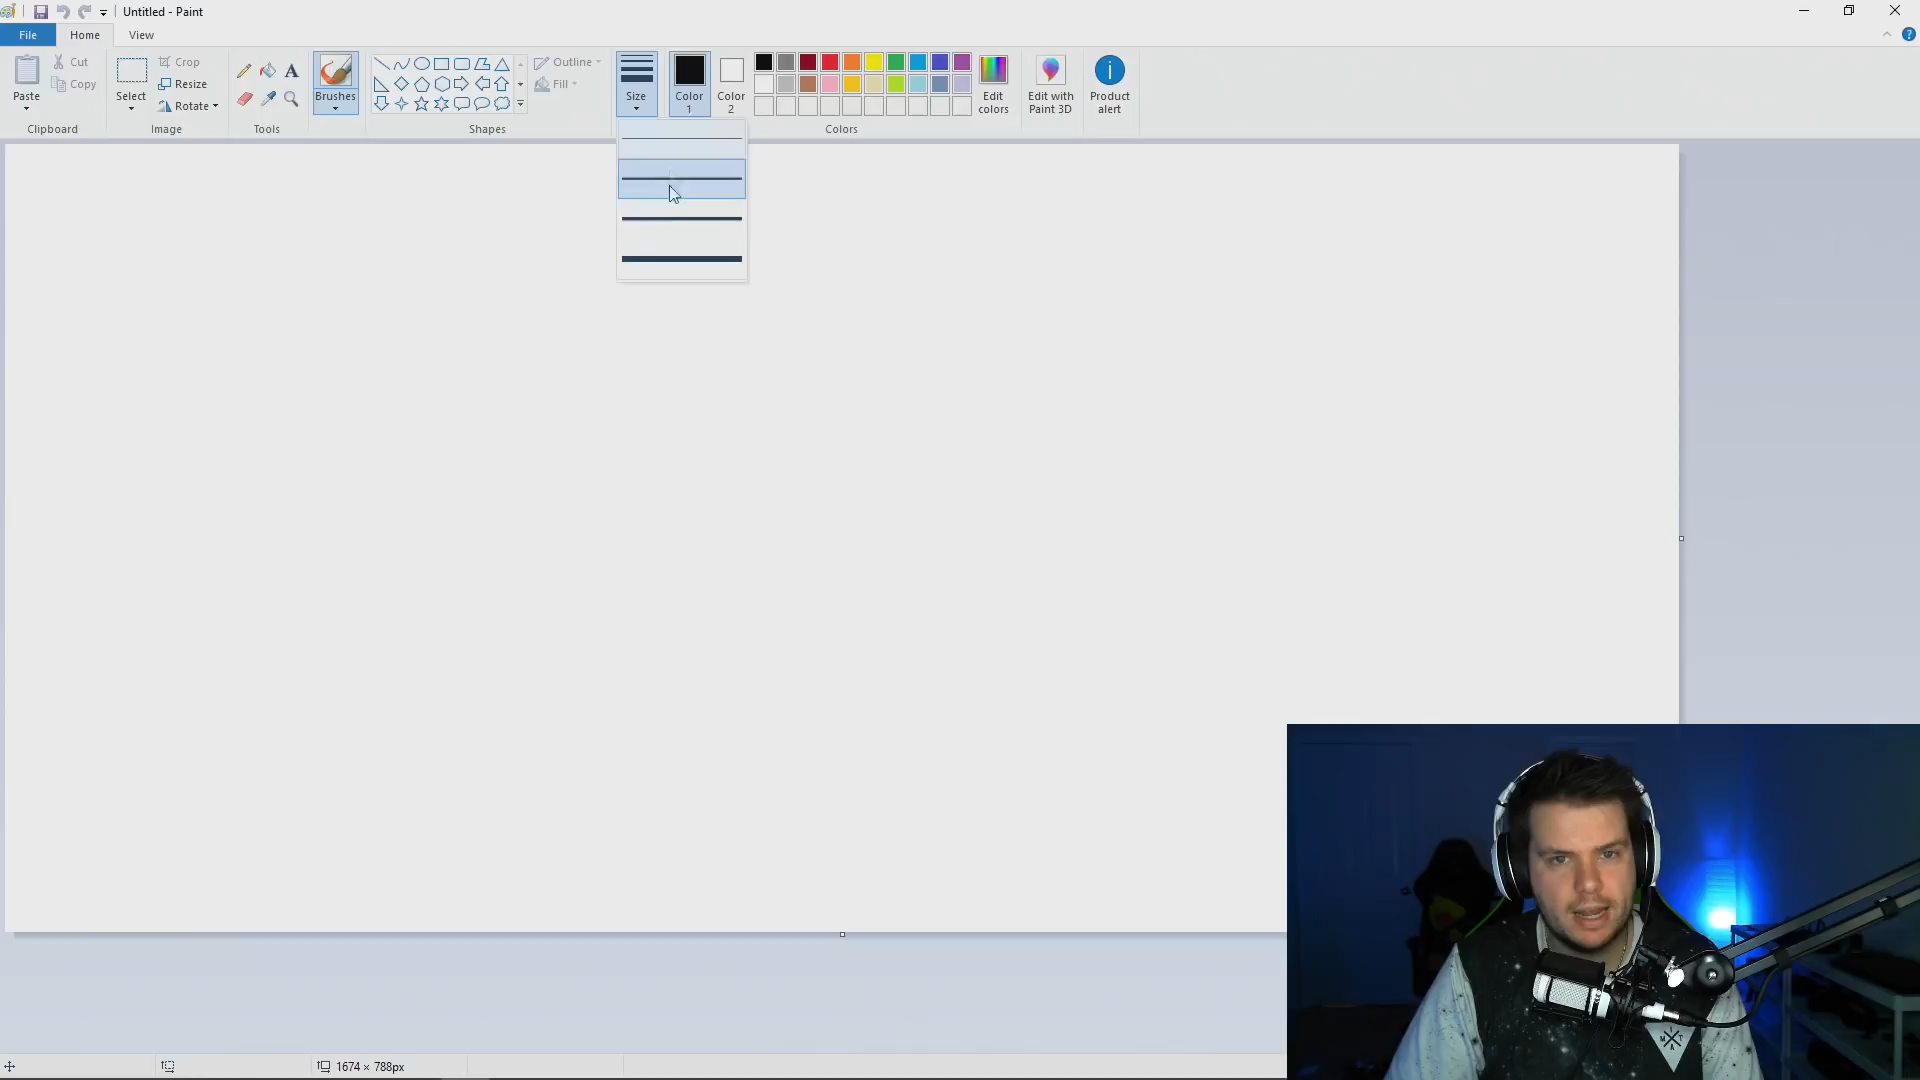 Untitled - Paint
File
Home
View
Paste
Cut
Copy
Clipboard
Select
Crop
Resize
Rotate
Image
A
Tools
Brushes
Shapes
Outline
Fill
Size
Color
1
Color
2
Colors
Edit
colors
Edit with
Paint 3D
i
Product
alert
?
1674 × 788px
M T
A